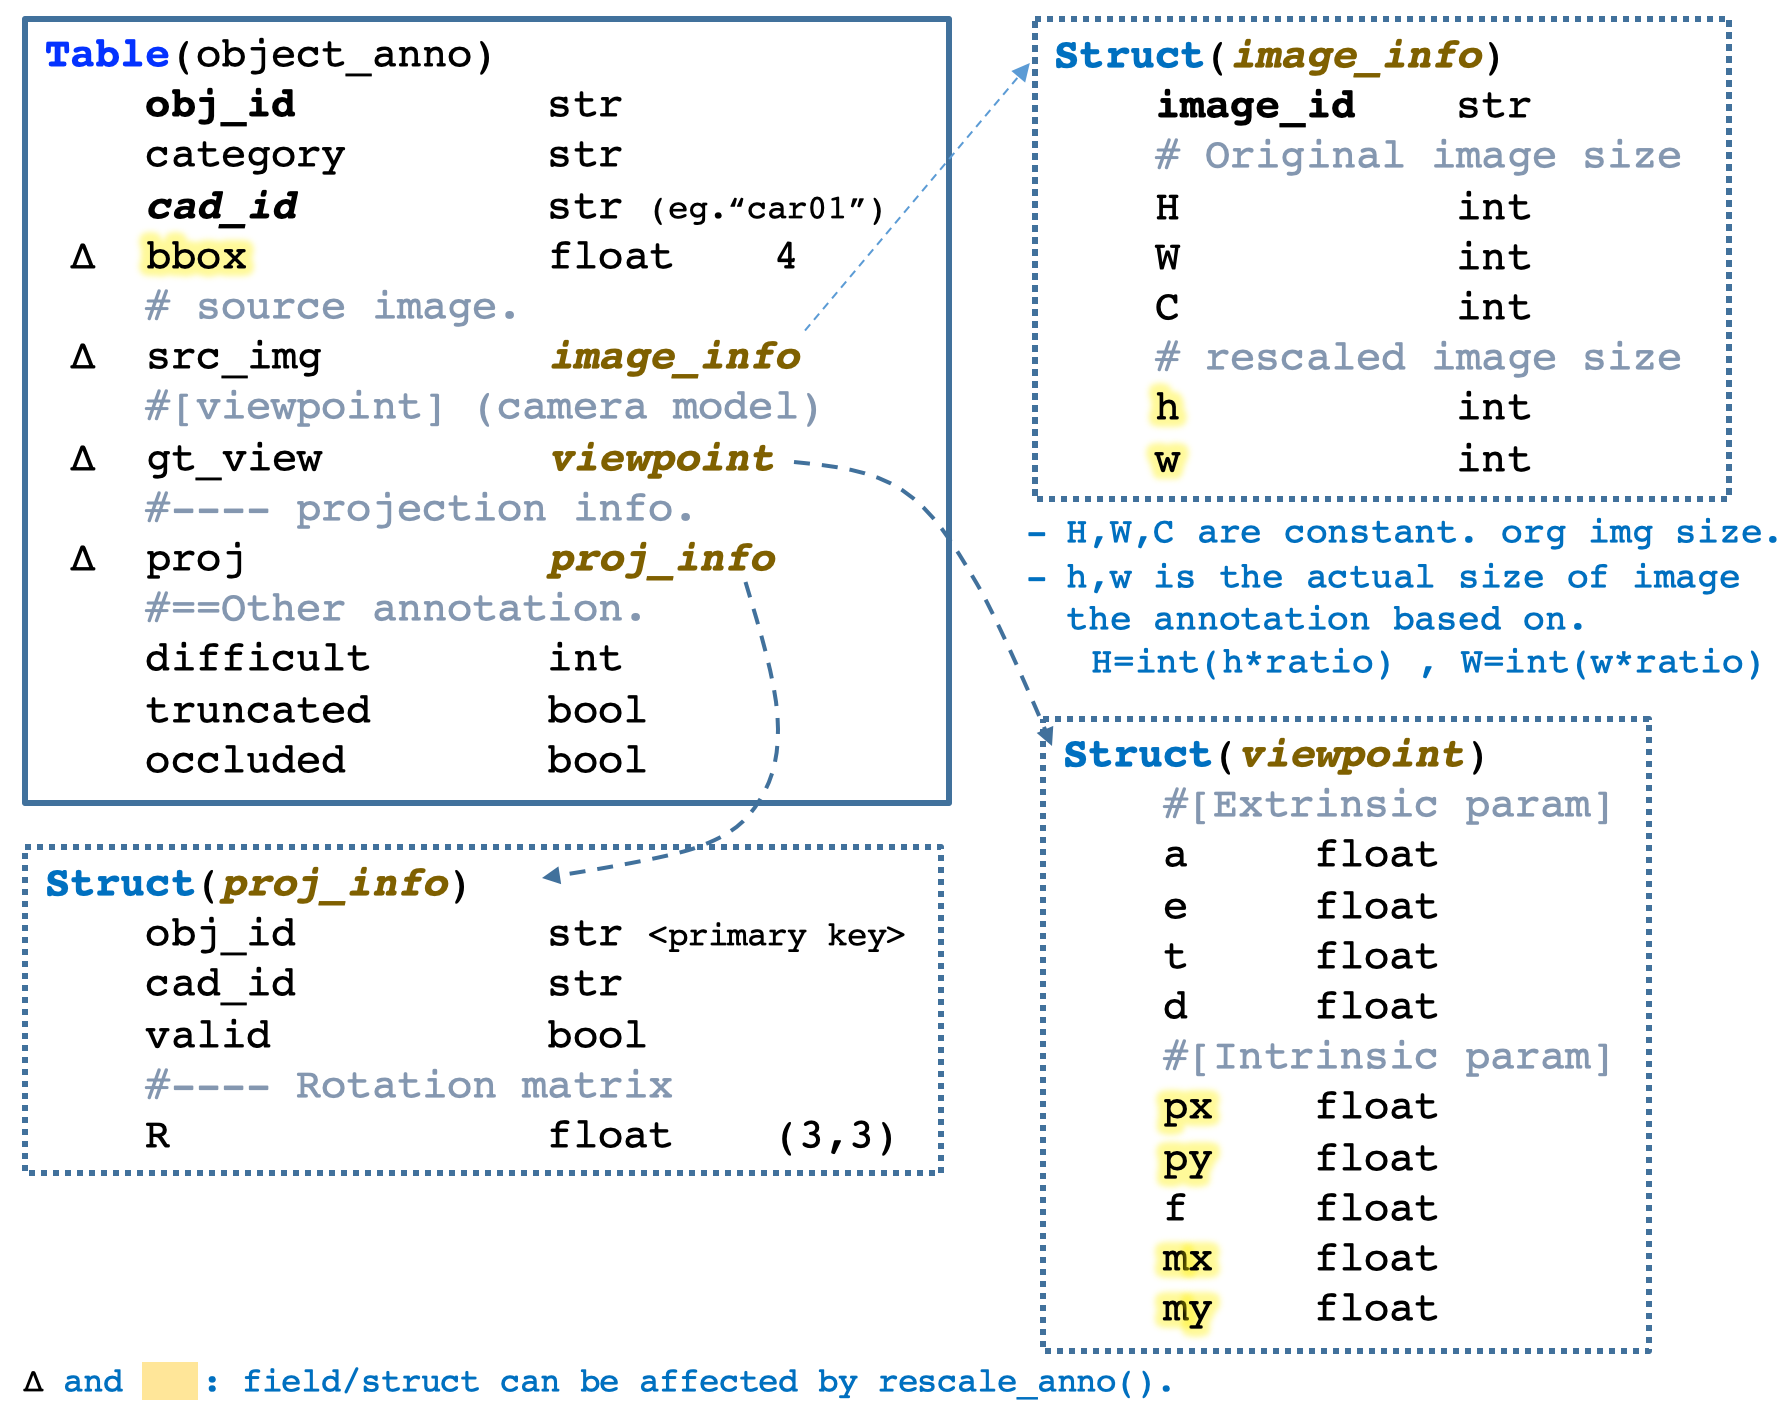 Table(object_anno)
obj_id str
category str
cad_id str (eg.“car01”)
Δ bbox float 4
# source image.
Δ src_img image_info
#[viewpoint] (camera model)
Δ gt_view viewpoint
#---- projection info.
Δ proj proj_info
#==Other annotation.
difficult int
truncated bool
occluded bool
Struct(proj_info)
obj_id str <primary key>
cad_id str
valid bool
#---- Rotation matrix
R float (3,3)
Struct(image_info)
image_id str
# Original image size
H int
W int
C int
# rescaled image size
h int
w int
- H,W,C are constant. org img size.
- h,w is the actual size of image
the annotation based on.
H=int(h*ratio) , W=int(w*ratio)
Struct(viewpoint)
#[Extrinsic param]
a float
e float
t float
d float
#[Intrinsic param]
px float
py float
f float
mx float
my float
Δ and : field/struct can be affected by rescale_anno().